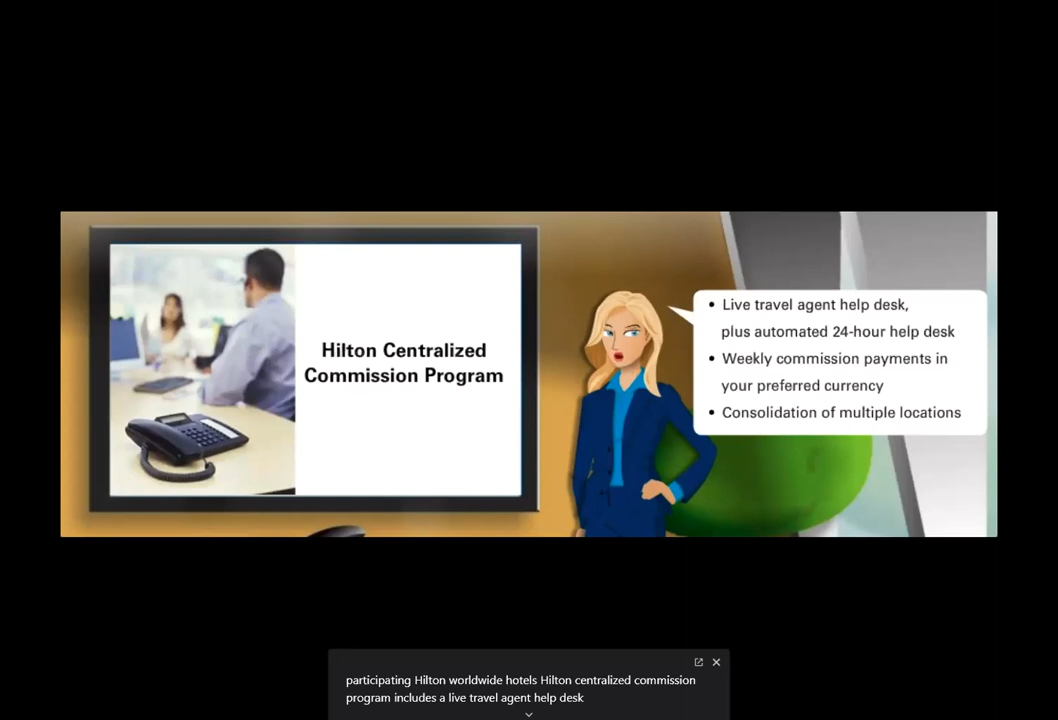 Hilton Centralized
Commission Program
• Live travel agent help desk,
plus automated 24-hour help desk
• Weekly commission payments in
your preferred currency
• Consolidation of multiple locations
participating Hilton worldwide hotels Hilton centralized commission
program includes a live travel agent help desk